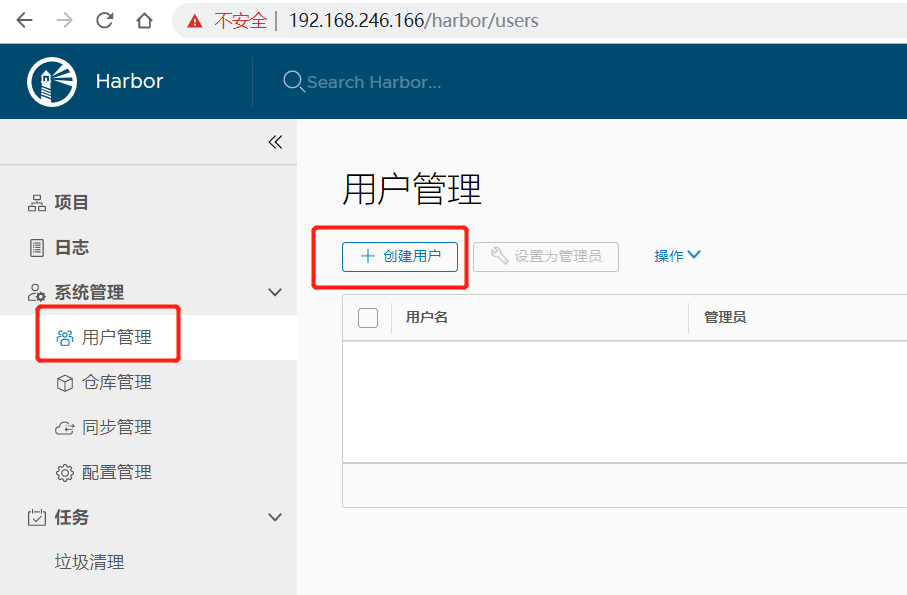 不安全 192.168.246.166/harbor/users
Harbor
Search Harbor...
项目
日志
系统管理
用户管理
仓库管理
同步管理
配置管理
任务
垃圾清理
用户管理
创建用户 设置为管理员 操作
用户名 管理员